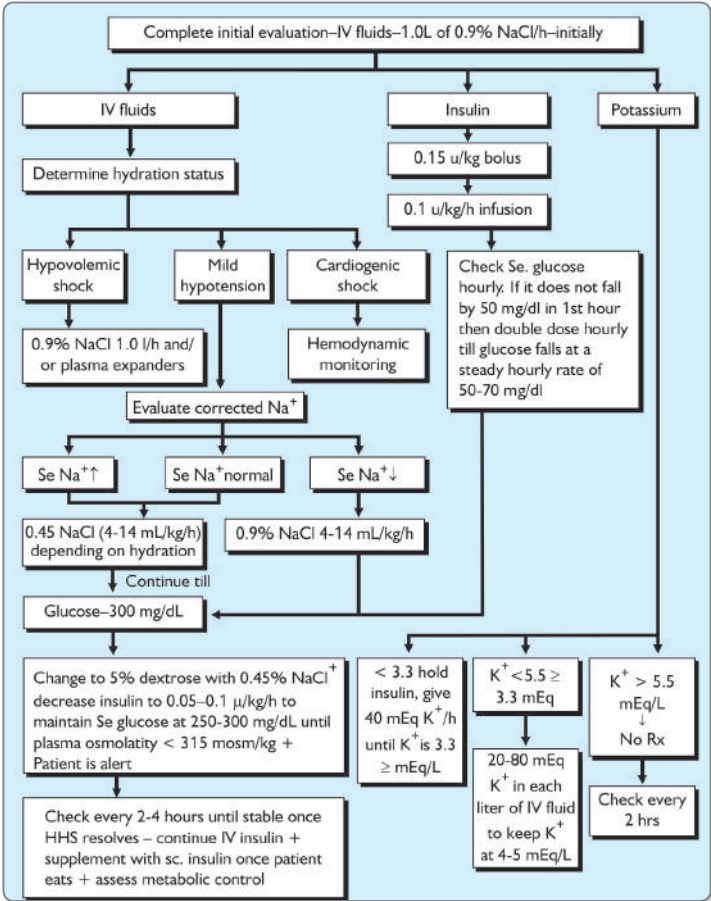 Complete initial evaluation–IV fluids–1.0L of 0.9% NaCl/h–initially
IV fluids
Insulin
Potassium
Determine hydration status
0.15 u/kg bolus
0.1 u/kg/h infusion
Hypovolemic
shock
Mild
hypotension
Cardiogenic
shock
Check Se. glucose
hourly. If it does not fall
by 50 mg/dl in 1st hour
then double dose hourly
till glucose falls at a
steady hourly rate of
50-70 mg/dl
0.9% NaCl 1.0 l/h and/
or plasma expanders
Hemodynamic
monitoring
Evaluate corrected Na⁺
Se Na⁺↑
Se Na⁺normal
Se Na⁺↓
0.45 NaCl (4-14 mL/kg/h)
depending on hydration
0.9% NaCl 4-14 mL/kg/h
Continue till
Glucose–300 mg/dL
Change to 5% dextrose with 0.45% NaCl⁺
decrease insulin to 0.05–0.1 μ/kg/h to
maintain Se glucose at 250-300 mg/dL until
plasma osmolatity < 315 mosm/kg +
Patient is alert
Check every 2-4 hours until stable once
HHS resolves – continue IV insulin +
supplement with sc. insulin once patient
eats + assess metabolic control
< 3.3 hold
insulin, give
40 mEq K⁺/h
until K⁺is 3.3
≥ mEq/L
K⁺<5.5 ≥
3.3 mEq
20-80 mEq
K⁺ in each
liter of IV fluid
to keep K⁺
at 4-5 mEq/L
K⁺ > 5.5
mEq/L
↓
No Rx
Check every
2 hrs